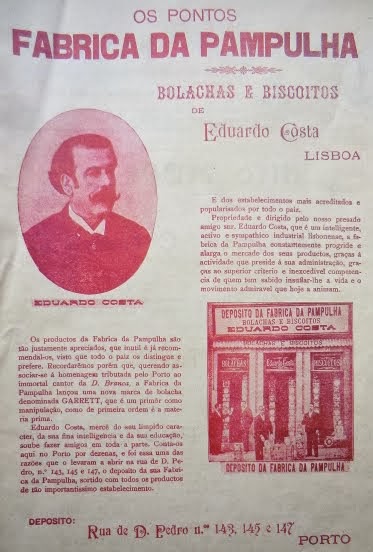 OS PONTOS
FABRICA DA PAMPULHA
BOLACHAS E BISCOITOS
DE
Eduardo Costa
LISBOA
EDUARDO COSTA
E dos estabelecimentos mais acreditados e
popularisados por todo o paiz.
Propriedade e dirigido pelo nosso presado
amigo snr. Eduardo Costa, que é um intelligente,
activo e sympathico industrial lisbonense, a fa-
brica da Pampulha constantemente progride e
alarga o mercado dos seus productos, graças á
actividade que preside á sua administração, gra-
ças ao superior criterio e inexcedivel competen-
cia de quem tem sabido insuflar-lhe a vida e o
movimento admiravel que hoje a animam.
DEPOSITO DA FABRICA DA PAMPULHA
BOLACHAS E BISCOITOS
EDUARDO COSTA
BOLACHAS E BISCOITOS
DEPOSITO DA FABRICA DA PAMPULHA
Os productos da Fabrica da Pampulha são
tão justamente apreciados, que inutil é já recom-
mendal-os, visto que todo o paiz os distingue e
prefere. Recordarêmos porém que, querendo as-
sociar-se á homenagem tributada pelo Porto ao
immortal cantor da D. Branca, a Fabrica da
Pampulha lançou uma nova marca de bolacha
denominada GARRETT, que é um primôr como
manipulação, como de primeira ordem é a mate-
ria prima.
Eduardo Costa, mercê do seu limpido cara-
cter, da sua fina intelligencia e da sua educação,
soube fazer amigos em toda a parte. Conta-os
aqui no Porto por dezenas, e foi essa uma das
razões que o levaram a abrir na rua de D. Pe-
dro, n.os 143, 145 e 147, o deposito da sua Fabri-
ca da Pampulha, sortido com todos os productos
de tão importantissimo estabelecimento.
DEPOSITO:
Rua de D. Pedro n.os 143, 145 e 147
PORTO